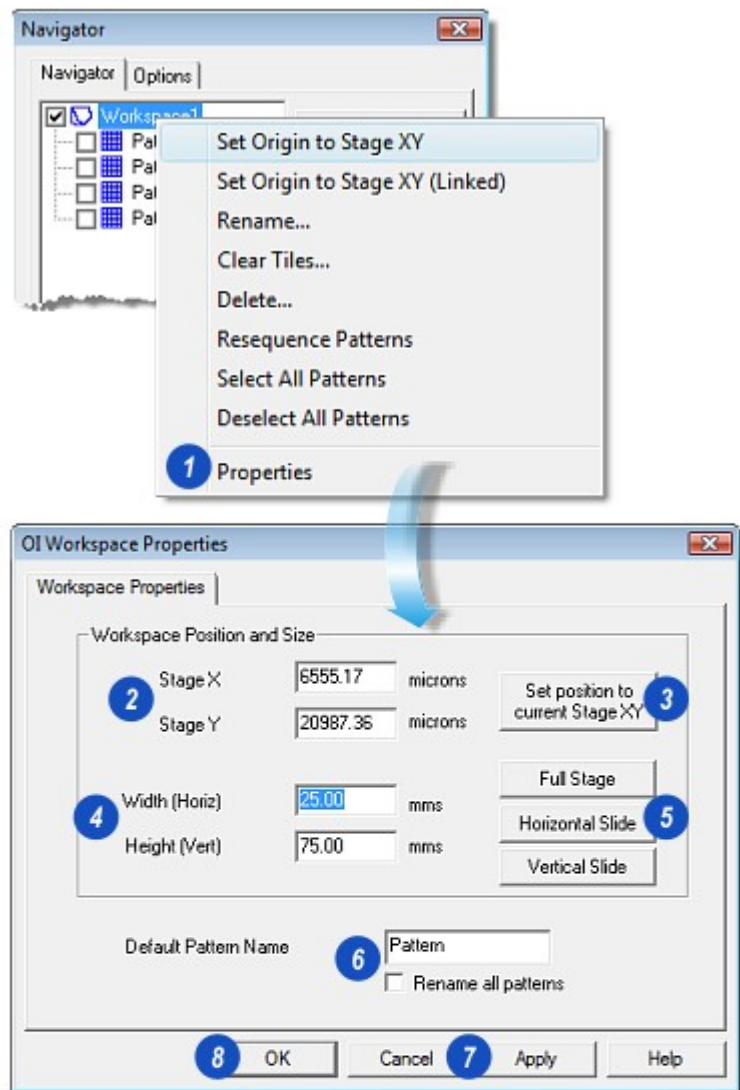 Navigator
Navigator Options
Workspace1
Pat
Pat
Pat
Pat
Set Origin to Stage XY
Set Origin to Stage XY (Linked)
Rename...
Clear Tiles...
Delete...
Resequence Patterns
Select All Patterns
Deselect All Patterns
1 Properties
OI Workspace Properties
Workspace Properties
Workspace Position and Size
2
Stage X 6555.17 microns
Stage Y 20987.36 microns
Set position to
current Stage XY 3
4
Width (Horiz) 25.00 mms
Height (Vert) 75.00 mms
Full Stage
Horizontal Slide 5
Vertical Slide
Default Pattern Name 6 Pattern
Rename all patterns
8 OK Cancel 7 Apply Help